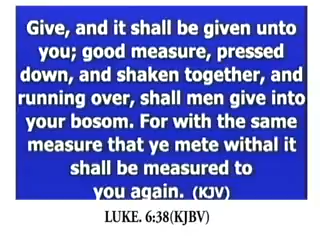 Give, and it shall be given unto
you; good measure, pressed
down, and shaken together, and
running over, shall men give into
your bosom. For with the same
measure that ye mete withal it
shall be measured to
you again. (KJV)
LUKE. 6:38(KJBV)